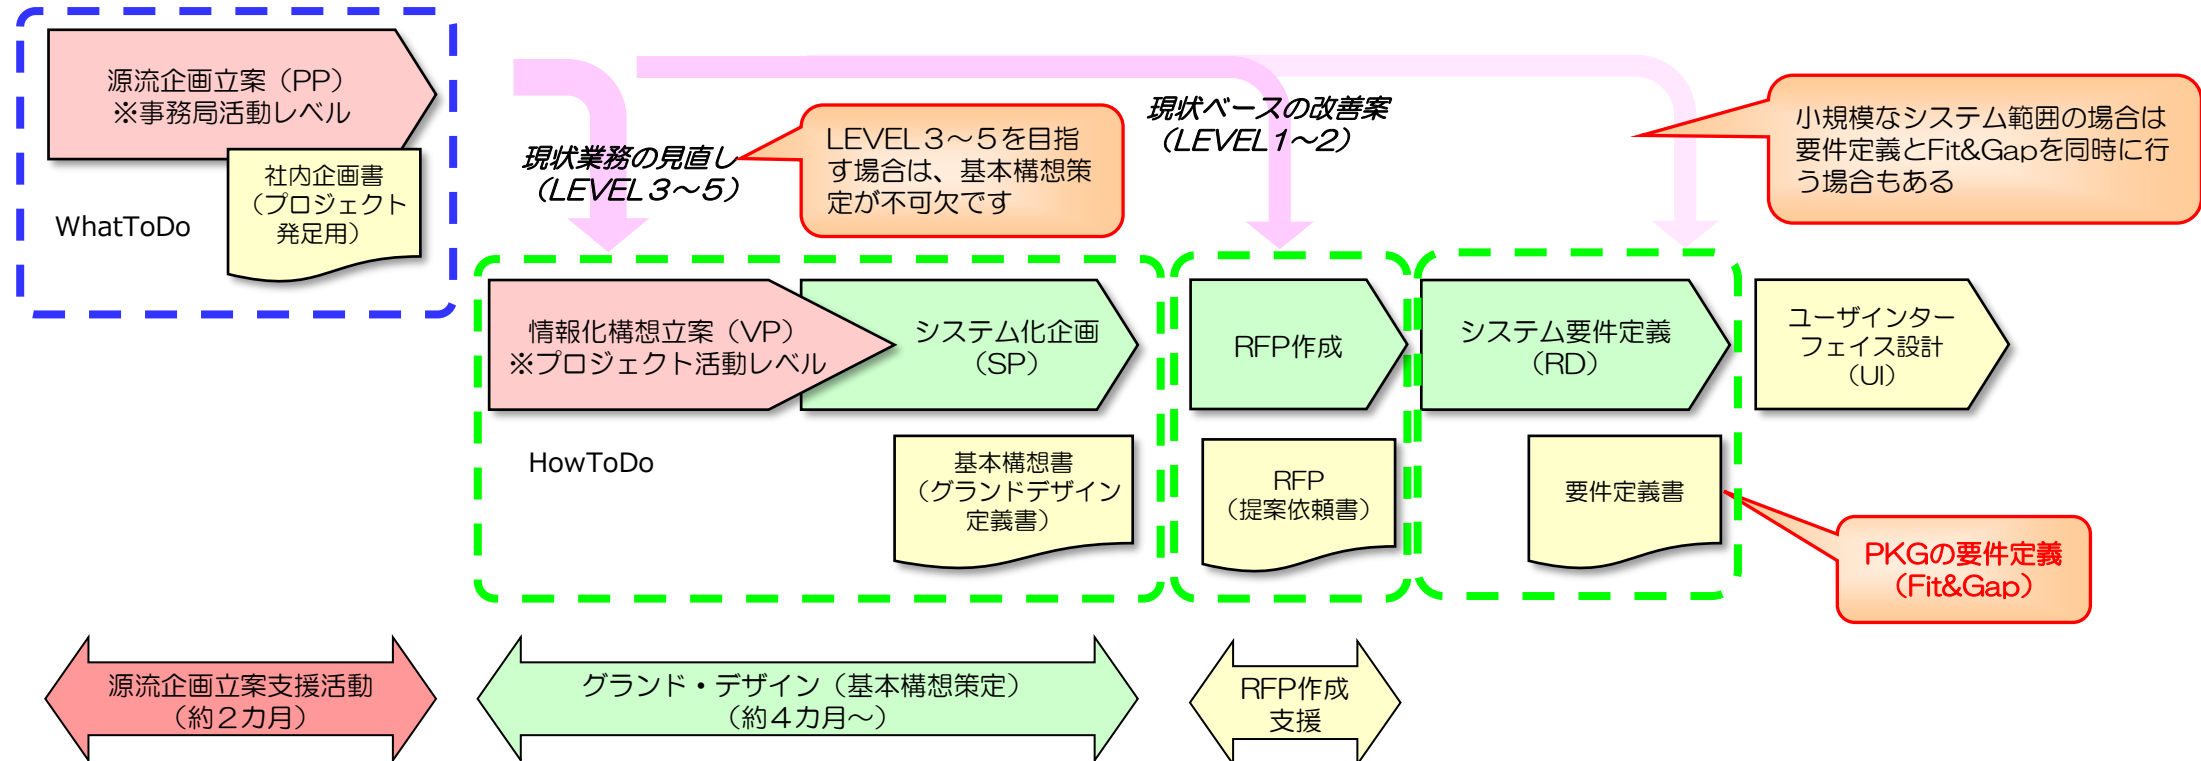 源流企画立案（PP）
※事務局活動レベル
社内企画書
（プロジェクト
発足用）
WhatToDo
現状業務の見直し
（LEVEL３～５）
LEVEL３～５を目指
す場合は、基本構想策
定が不可欠です
現状ベースの改善案
（LEVEL１～２）
小規模なシステム範囲の場合は
要件定義とFit&Gapを同時に行
う場合もある
情報化構想立案（VP）
※プロジェクト活動レベル
システム化企画
（SP）
RFP作成
システム要件定義
（RD）
ユーザインター
フェイス設計
（UI）
HowToDo
基本構想書
（グランドデザイン
定義書）
RFP
（提案依頼書）
要件定義書
PKGの要件定義
（Fit&Gap）
源流企画立案支援活動
（約２カ月）
グランド・デザイン（基本構想策定）
（約４カ月～）
RFP作成
支援